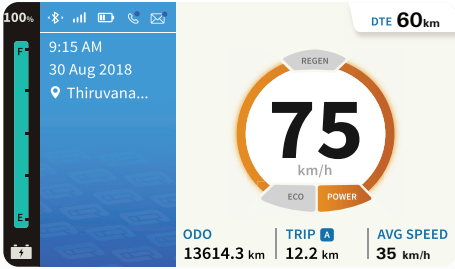 100%
F
E
9:15 AM
30 Aug 2018
Thiruvana...
DTE 60km
REGEN
75
km/h
ECO
POWER
ODO
13614.3 km
TRIP A
12.2 km
AVG SPEED
35 km/h